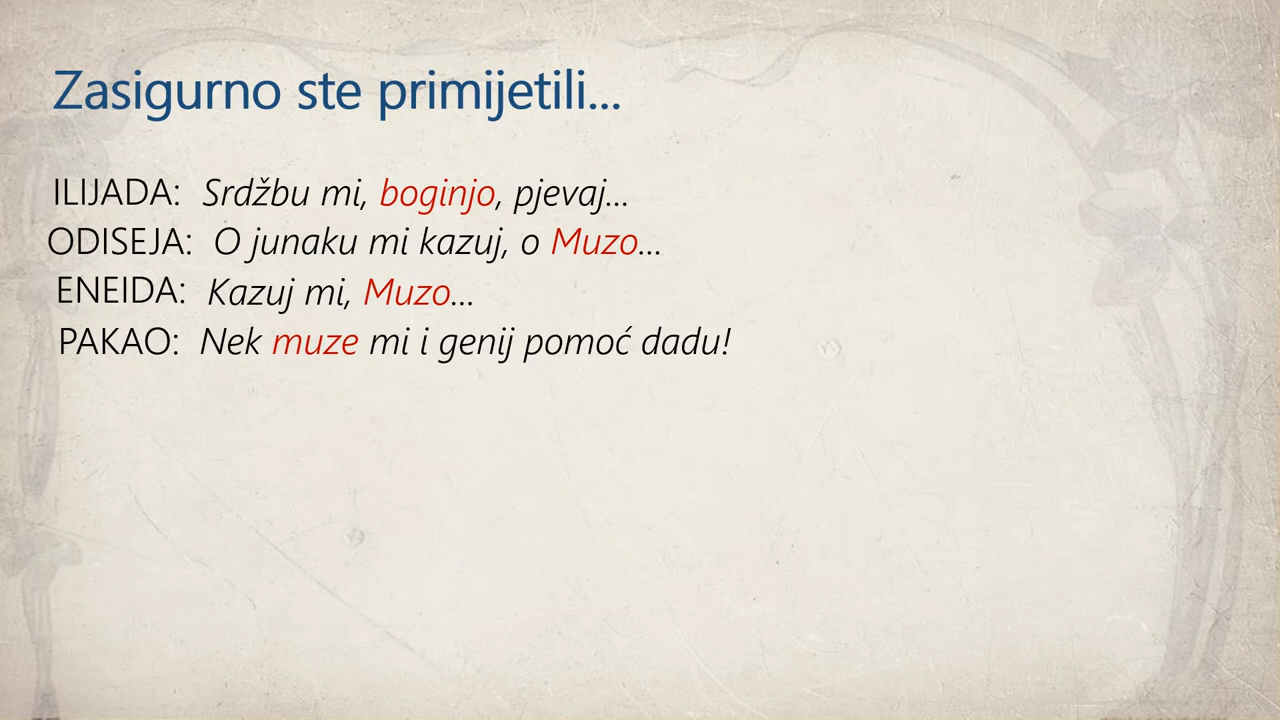 Zasigurno ste primijetili...
ILIJADA: Srdžbu mi, boginjo, pjevaj...
ODISEJA: O junaku mi kazuj, o Muzo...
ENEIDA: Kazuj mi, Muzo...
PAKAO: Nek muze mi i genij pomoć dadu!